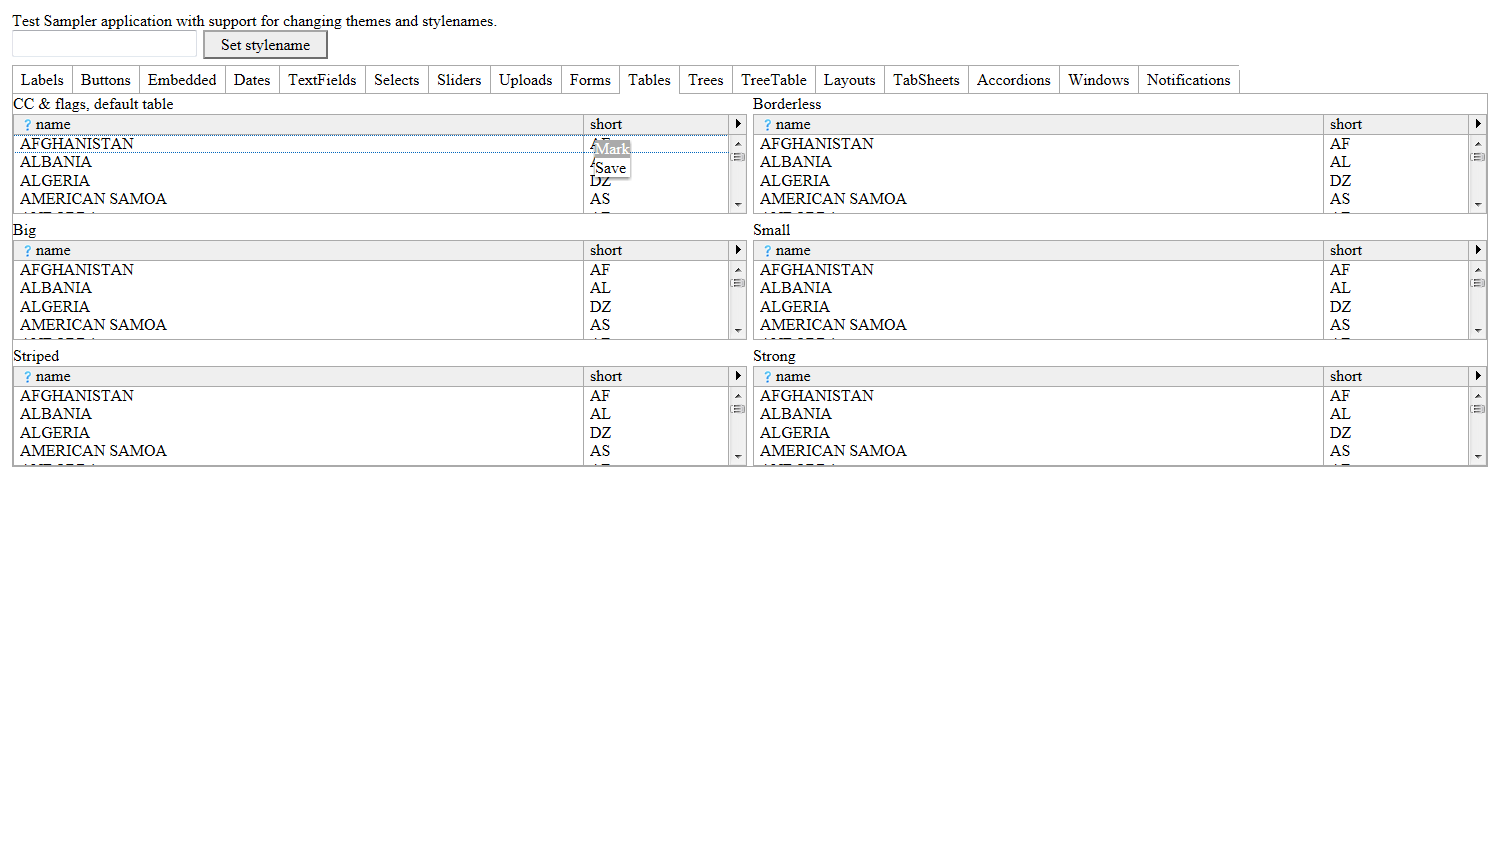 Test Sampler application with support for changing themes and stylenames.
Set stylename
Labels Buttons Embedded Dates TextFields Selects Sliders Uploads Forms Tables Trees TreeTable Layouts TabSheets Accordions Windows Notifications
CC & flags, default table
? name short
AFGHANISTAN
ALBANIA
ALGERIA DZ
AMERICAN SAMOA AS
Mark
Save
Borderless
? name short
AFGHANISTAN AF
ALBANIA AL
ALGERIA DZ
AMERICAN SAMOA AS
Big
? name short
AFGHANISTAN AF
ALBANIA AL
ALGERIA DZ
AMERICAN SAMOA AS
Small
? name short
AFGHANISTAN AF
ALBANIA AL
ALGERIA DZ
AMERICAN SAMOA AS
Striped
? name short
AFGHANISTAN AF
ALBANIA AL
ALGERIA DZ
AMERICAN SAMOA AS
Strong
? name short
AFGHANISTAN AF
ALBANIA AL
ALGERIA DZ
AMERICAN SAMOA AS